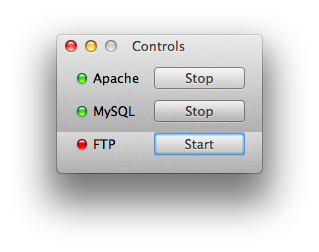 Controls
Apache Stop
MySQL Stop
FTP Start